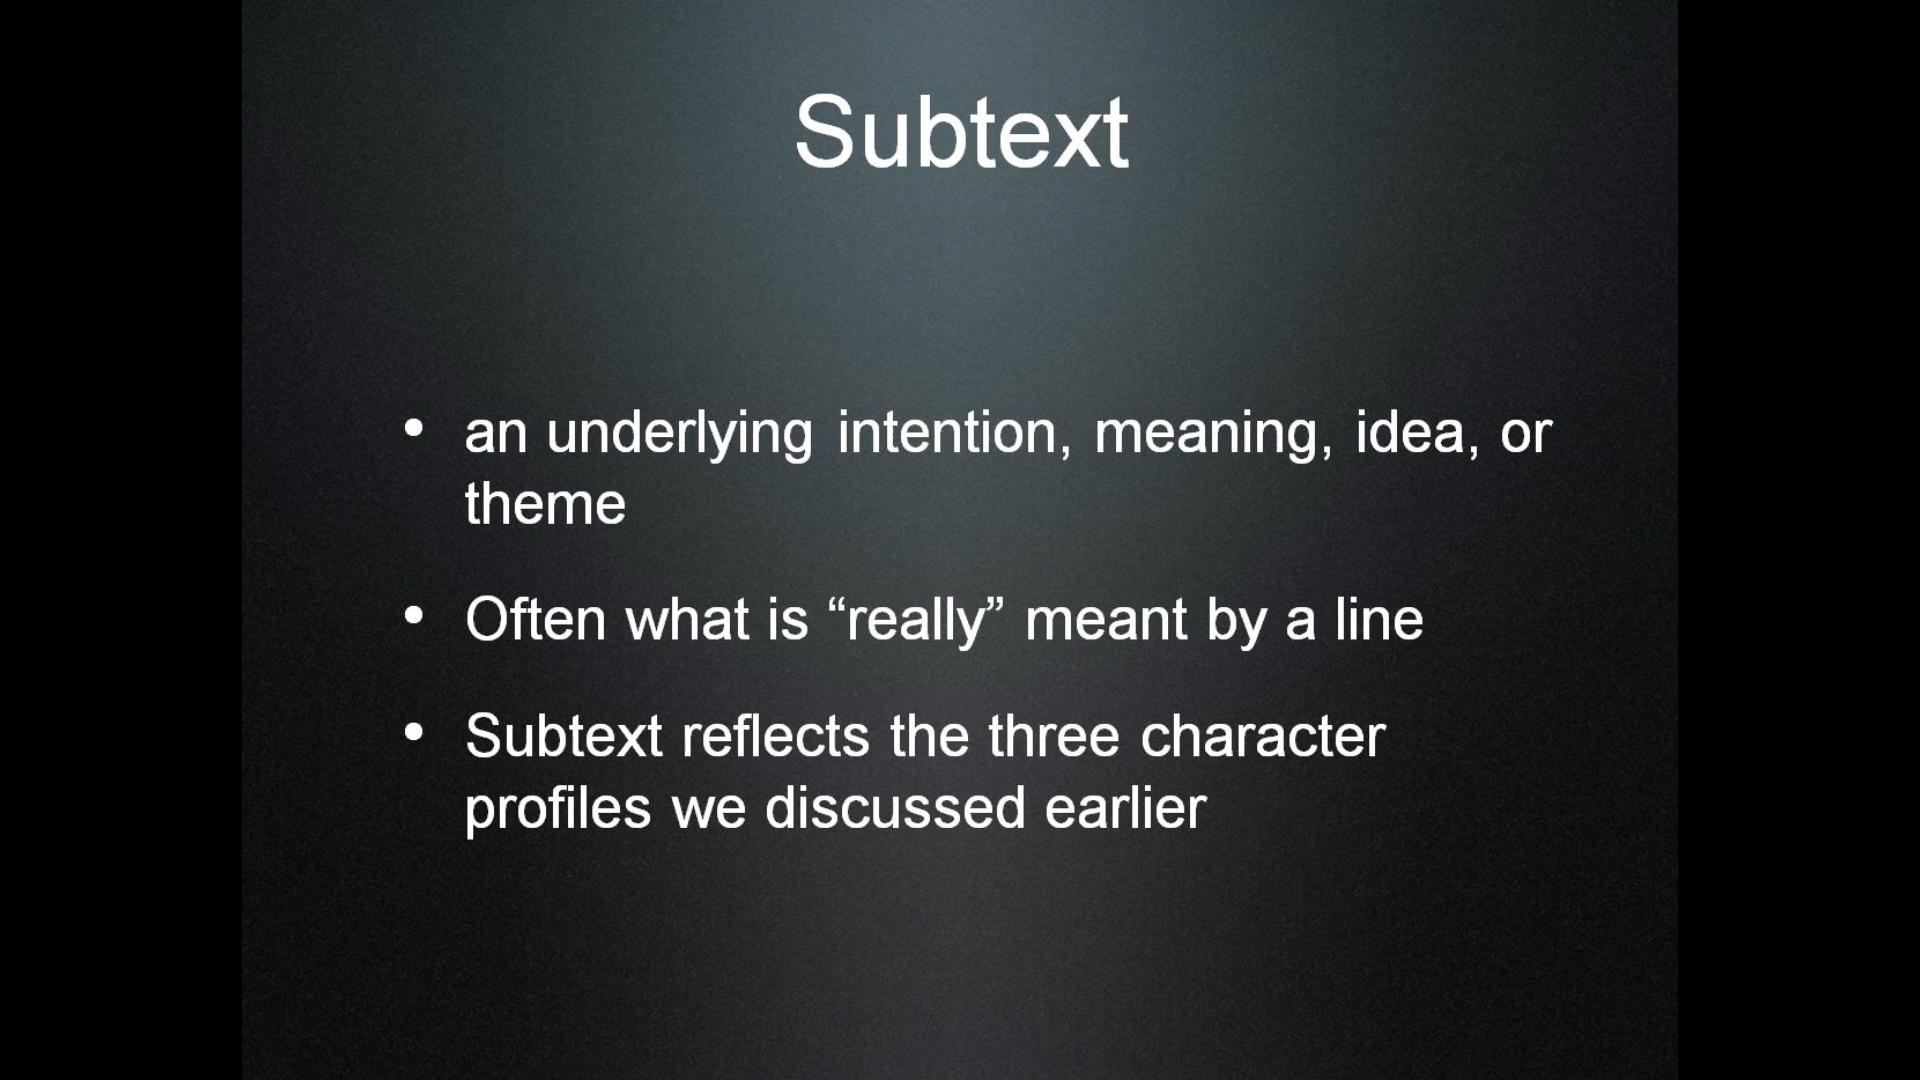 Subtext
• an underlying intention, meaning, idea, or
theme
• Often what is “really” meant by a line
• Subtext reflects the three character
profiles we discussed earlier